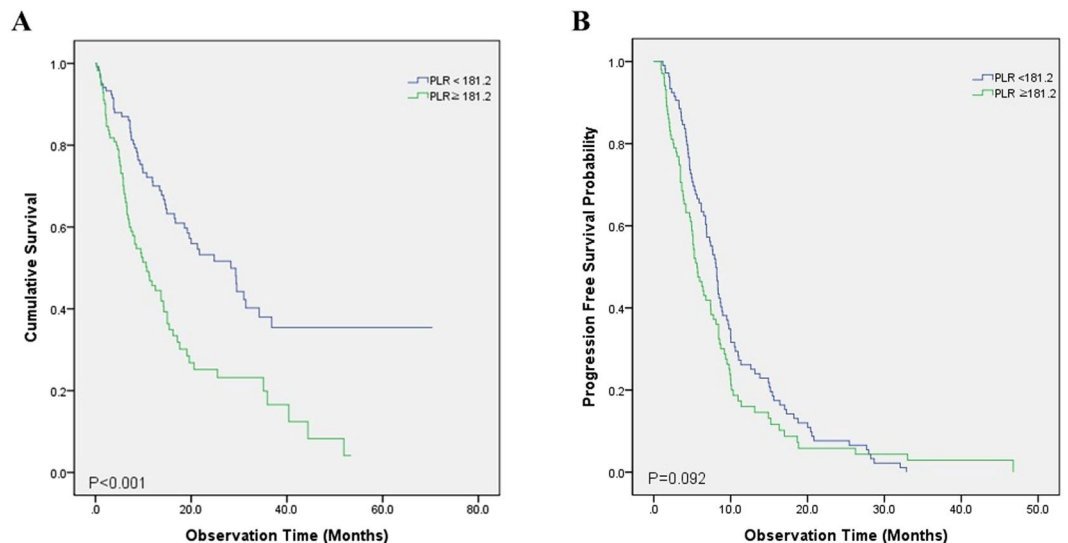 A
B
PLR < 181.2
PLR ≥ 181.2
1.0
0.8
0.6
0.4
0.2
0.0
Cumulative Survival
P<0.001
.0 20.0 40.0 60.0 80.0
Observation Time (Months)
PLR <181.2
PLR ≥181.2
1.0
0.8
0.6
0.4
0.2
0.0
Progression Free Survival Probability
P=0.092
.0 10.0 20.0 30.0 40.0 50.0
Observation Time (Months)